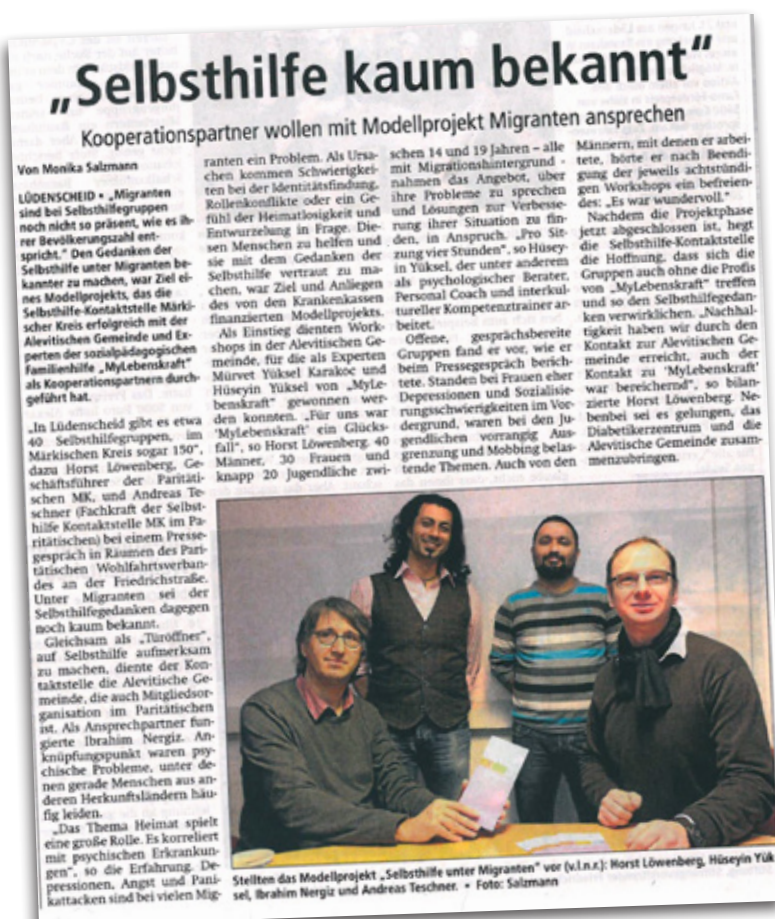 „Selbsthilfe kaum bekannt“
Kooperationspartner wollen mit Modellprojekt Migranten ansprechen
Von Monika Salzmann
LÜDENSCHEID • „Migranten
sind bei Selbsthilfegruppen
noch nicht so präsent, wie es ih-
rer Bevölkerungszahl ent-
spricht.“ Den Gedanken der
Selbsthilfe unter Migranten be-
kannter zu machen, war Ziel ei-
nes Modellprojekts, das die
Selbsthilfe-Kontaktstelle Märki-
scher Kreis erfolgreich mit der
Alevitischen Gemeinde und Ex-
perten der sozialpädagogischen
Familienhilfe „MyLebenskraft“
als Kooperationspartnern durch-
geführt hat.
„In Lüdenscheid gibt es etwa
40 Selbsthilfegruppen, im
Märkischen Kreis sogar 150“,
dazu Horst Löwenberg, Ge-
schäftsführer der Paritäti-
schen MK, und Andreas Te-
schner (Fachkraft der Selbst-
hilfe Kontaktstelle MK im Pa-
ritätischen) bei einem Presse-
gespräch in Räumen des Pari-
tätischen Wohlfahrtsverban-
des an der Friedrichstraße.
Unter Migranten sei der
Selbsthilfegedanken dagegen
noch kaum bekannt.
Gleichsam als „Türöffner“,
auf Selbsthilfe aufmerksam
zu machen, diente der Kon-
taktstelle die Alevitische Ge-
meinde, die auch Mitgliedsor-
ganisation im Paritätischen
ist. Als Ansprechpartner fun-
gierte Ibrahim Nergiz. An-
knüpfungspunkt waren psy-
chische Probleme, unter de-
nen gerade Menschen aus an-
deren Herkunftsländern häu-
fig leiden.
„Das Thema Heimat spielt
eine große Rolle. Es korreliert
mit psychischen Erkrankun-
gen“, so die Erfahrung. De-
pressionen, Angst und Pani-
kattacken sind bei vielen Mig-
ranten ein Problem. Als Ursa-
chen kommen Schwierigkei-
ten bei der Identitätsfindung,
Rollenkonflikte oder ein Ge-
fühl der Heimatlosigkeit und
Entwurzelung in Frage. Die-
sen Menschen zu helfen und
sie mit dem Gedanken der
Selbsthilfe vertraut zu ma-
chen, war Ziel und Anliegen
des von den Krankenkassen
finanzierten Modellprojekts.
Als Einstieg dienten Work-
shops in der Alevitischen Ge-
meinde, für die als Experten
Mürvet Yüksel Karakoc und
Hüseyin Yüksel von „MyLe-
benskraft“ gewonnen wer-
den konnten. „Für uns war
'MyLebenskraft' ein Glücks-
fall“, so Horst Löwenberg. 40
Männer, 30 Frauen und
knapp 20 Jugendliche zwi-
schen 14 und 19 Jahren – alle
mit Migrationshintergrund -
nahmen das Angebot, über
ihre Probleme zu sprechen
und Lösungen zur Verbesse-
rung ihrer Situation zu fin-
den, in Anspruch. „Pro Sit-
zung vier Stunden“, so Hüsey-
in Yüksel, der unter anderem
als psychologischer Berater,
Personal Coach und interkul-
tureller Kompetenztrainer ar-
beitet.
Offene, gesprächsbereite
Gruppen fand er vor, wie er
beim Pressegespräch berich-
tete. Standen bei Frauen eher
Depressionen und Sozialisie-
rungsschwierigkeiten im Vor-
dergrund, waren bei den Ju-
gendlichen vorrangig Aus-
grenzung und Mobbing belas-
tende Themen. Auch von den
Männern, mit denen er arbei-
tete, hörte er nach Beendi-
gung der jeweils achtstündi-
gen Workshops ein befreien-
des: „Es war wundervoll.“
Nachdem die Projektphase
jetzt abgeschlossen ist, hegt
die Selbsthilfe-Kontaktstelle
die Hoffnung, dass sich die
Gruppen auch ohne die Profis
von „MyLebenskraft“ treffen
und so den Selbsthilfegedan-
ken verwirklichen. „Nachhal-
tigkeit haben wir durch den
Kontakt zur Alevitischen Ge-
meinde erreicht, auch der
Kontakt zu 'MyLebenskraft'
war bereichernd“, so bilan-
zierte Horst Löwenberg. Ne-
benbei sei es gelungen, das
Diabetikerzentrum und die
Alevitische Gemeinde zusam-
menzubringen.
Stellten das Modellprojekt „Selbsthilfe unter Migranten“ vor (v.l.n.r.): Horst Löwenberg, Hüseyin Yük-
sel, Ibrahim Nergiz und Andreas Teschner. • Foto: Salzmann